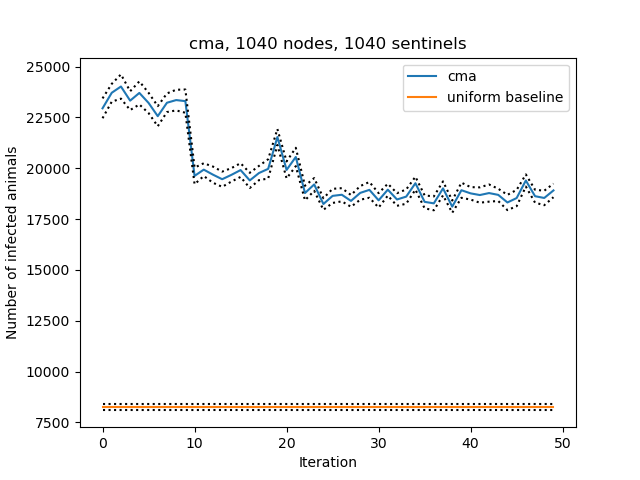 cma, 1040 nodes, 1040 sentinels
cma
uniform baseline
25000
22500
20000
17500
15000
12500
10000
7500
Number of infected animals
0 10 20 30 40 50
Iteration